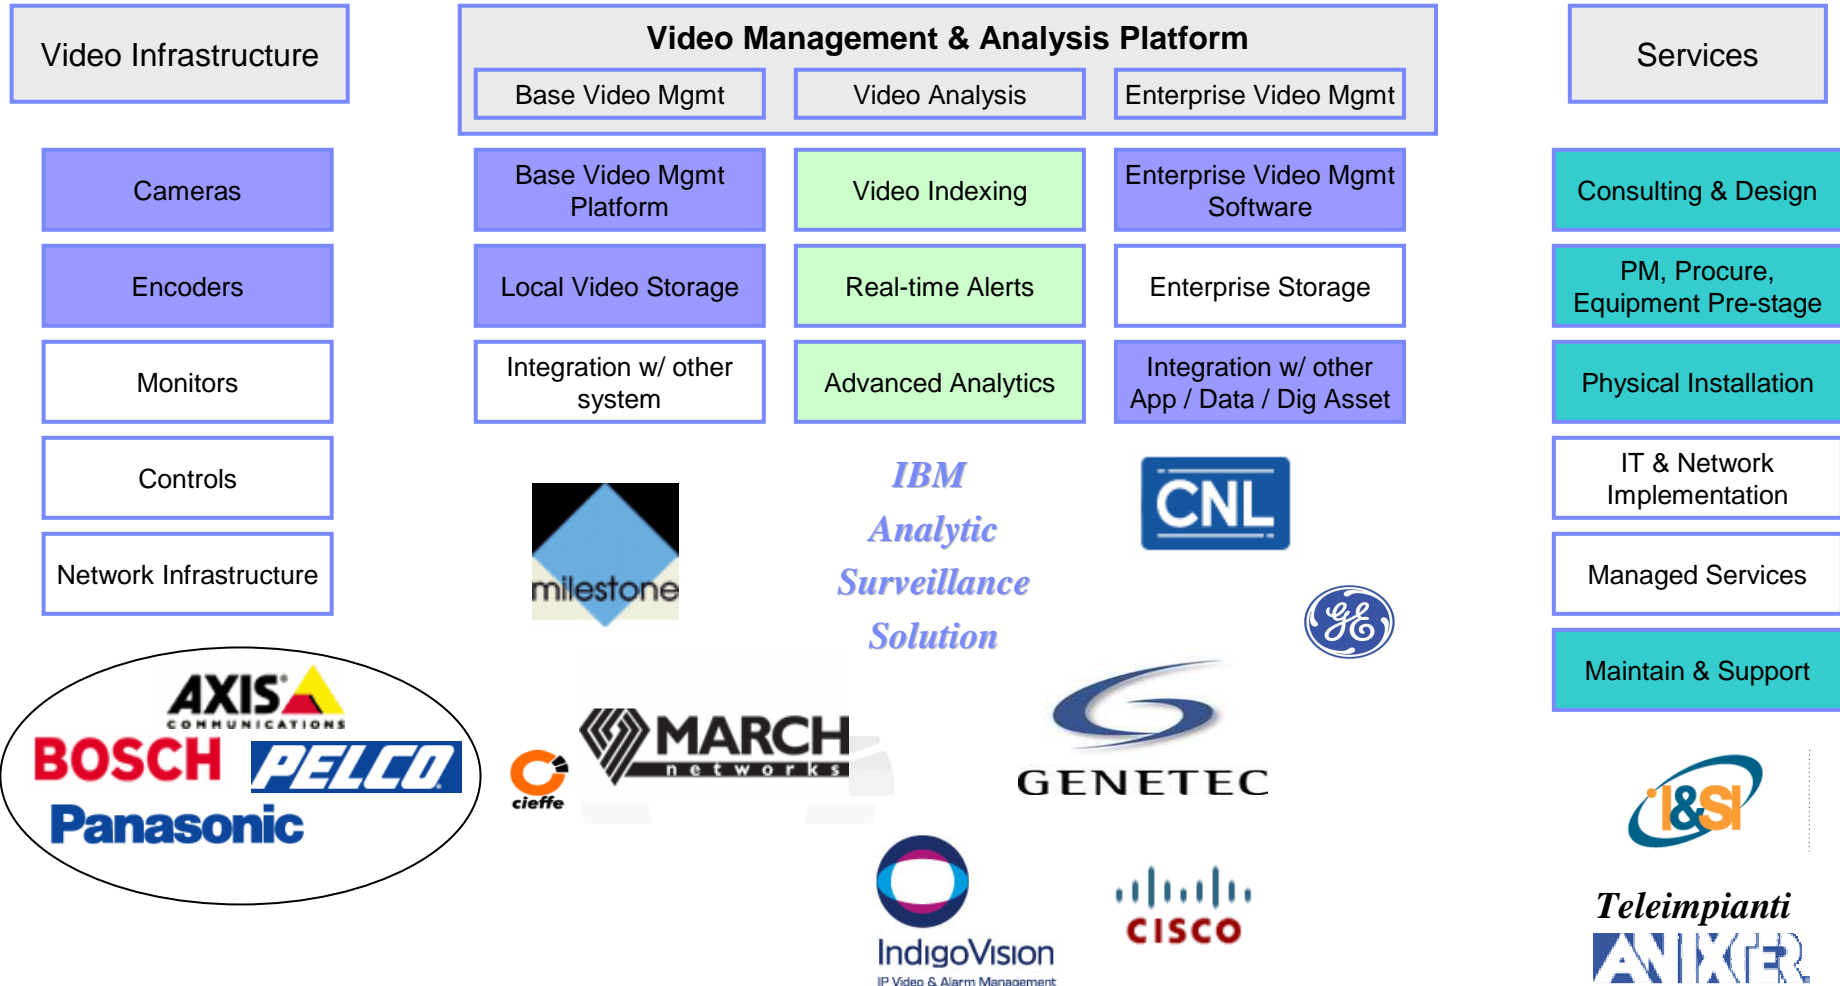 Video Infrastructure
Cameras
Encoders
Monitors
Controls
Network Infrastructure
AXIS
COMMUNICATIONS
BOSCH
PELCO
Panasonic
Video Management & Analysis Platform
Base Video Mgmt
Video Analysis
Enterprise Video Mgmt
Base Video Mgmt
Platform
Local Video Storage
Integration w/ other
system
Video Indexing
Real-time Alerts
Advanced Analytics
Enterprise Video Mgmt
Software
Enterprise Storage
Integration w/ other
App / Data / Dig Asset
milestone
IBM
Analytic
Surveillance
Solution
CNL
GE
cieffe
MARCH
networks
GENETEC
IndigoVision
IP Video & Alarm Management
CISCO
Services
Consulting & Design
PM, Procure,
Equipment Pre-stage
Physical Installation
IT & Network
Implementation
Managed Services
Maintain & Support
I&SI
Teleimpianti
ANIXTER